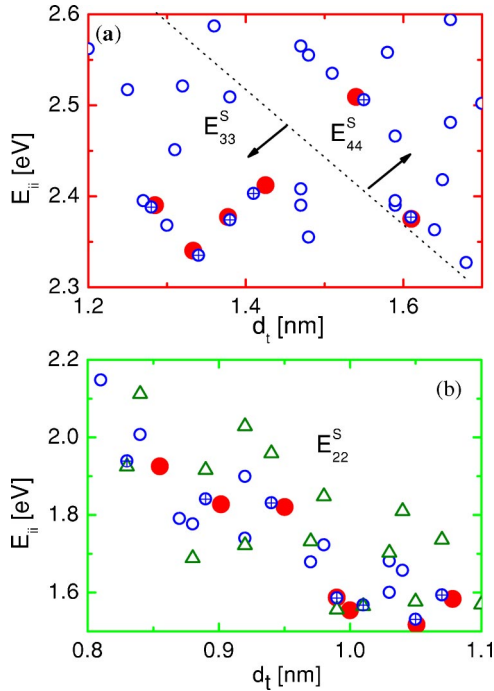 (a)
2.6
2.5
2.4
2.3
E_ii [eV]
E^S_33
E^S_44
1.2 1.4 1.6
d_t [nm]
(b)
2.2
2.0
1.8
1.6
E_ii [eV]
E^S_22
0.8 0.9 1.0 1.1
d_t [nm]